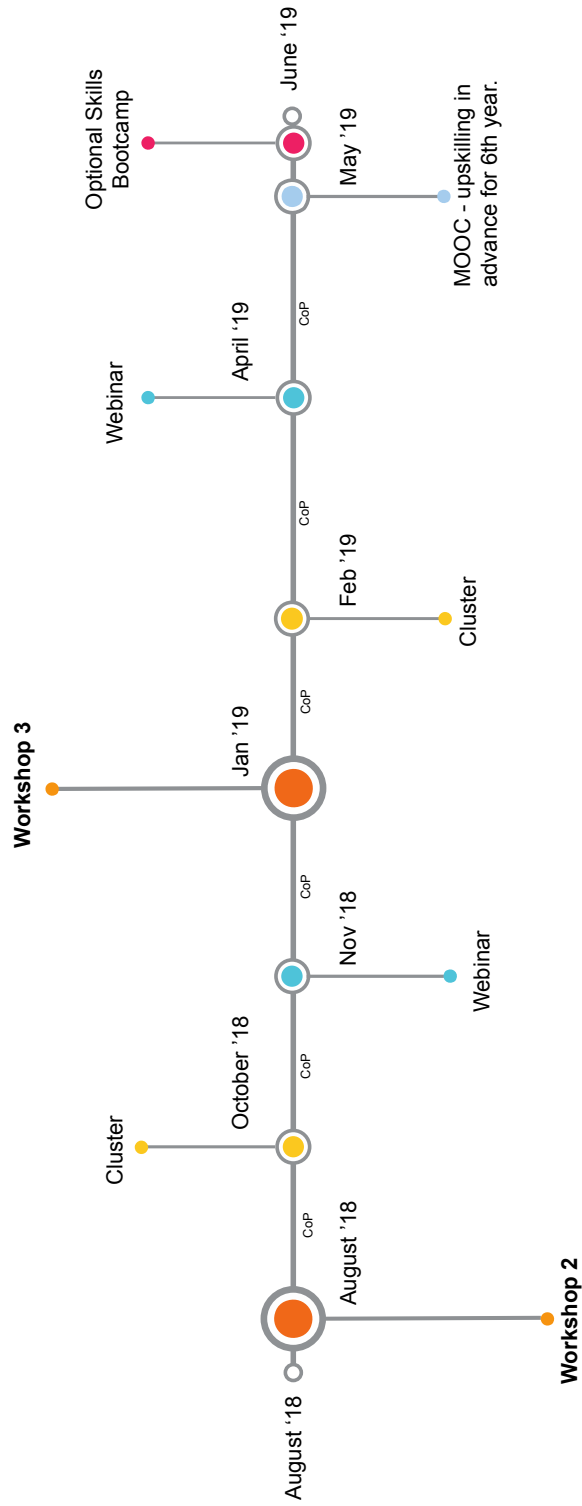 August ‘18
August ’18
Workshop 2
CoP
Cluster
October ’18
CoP
Nov ’18
Webinar
CoP
Workshop 3
Jan ’19
CoP
Feb ’19
Cluster
CoP
Webinar
April ‘19
CoP
May ’19
MOOC - upskilling in
advance for 6th year.
Optional Skills
Bootcamp
June ‘19